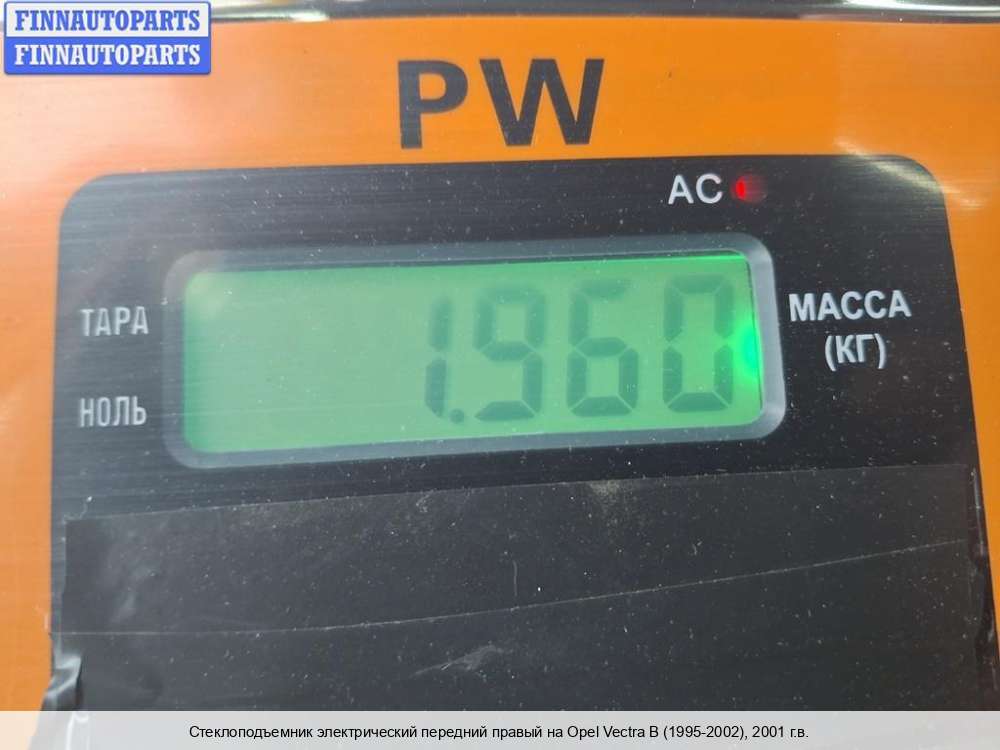 FINNAUTOPARTS
FINNAUTOPARTS
PW
AC
ТАРА
НОЛЬ
1.960
МАССА
(КГ)
Стеклоподъемник электрический передний правый на Opel Vectra B (1995-2002), 2001 г.в.